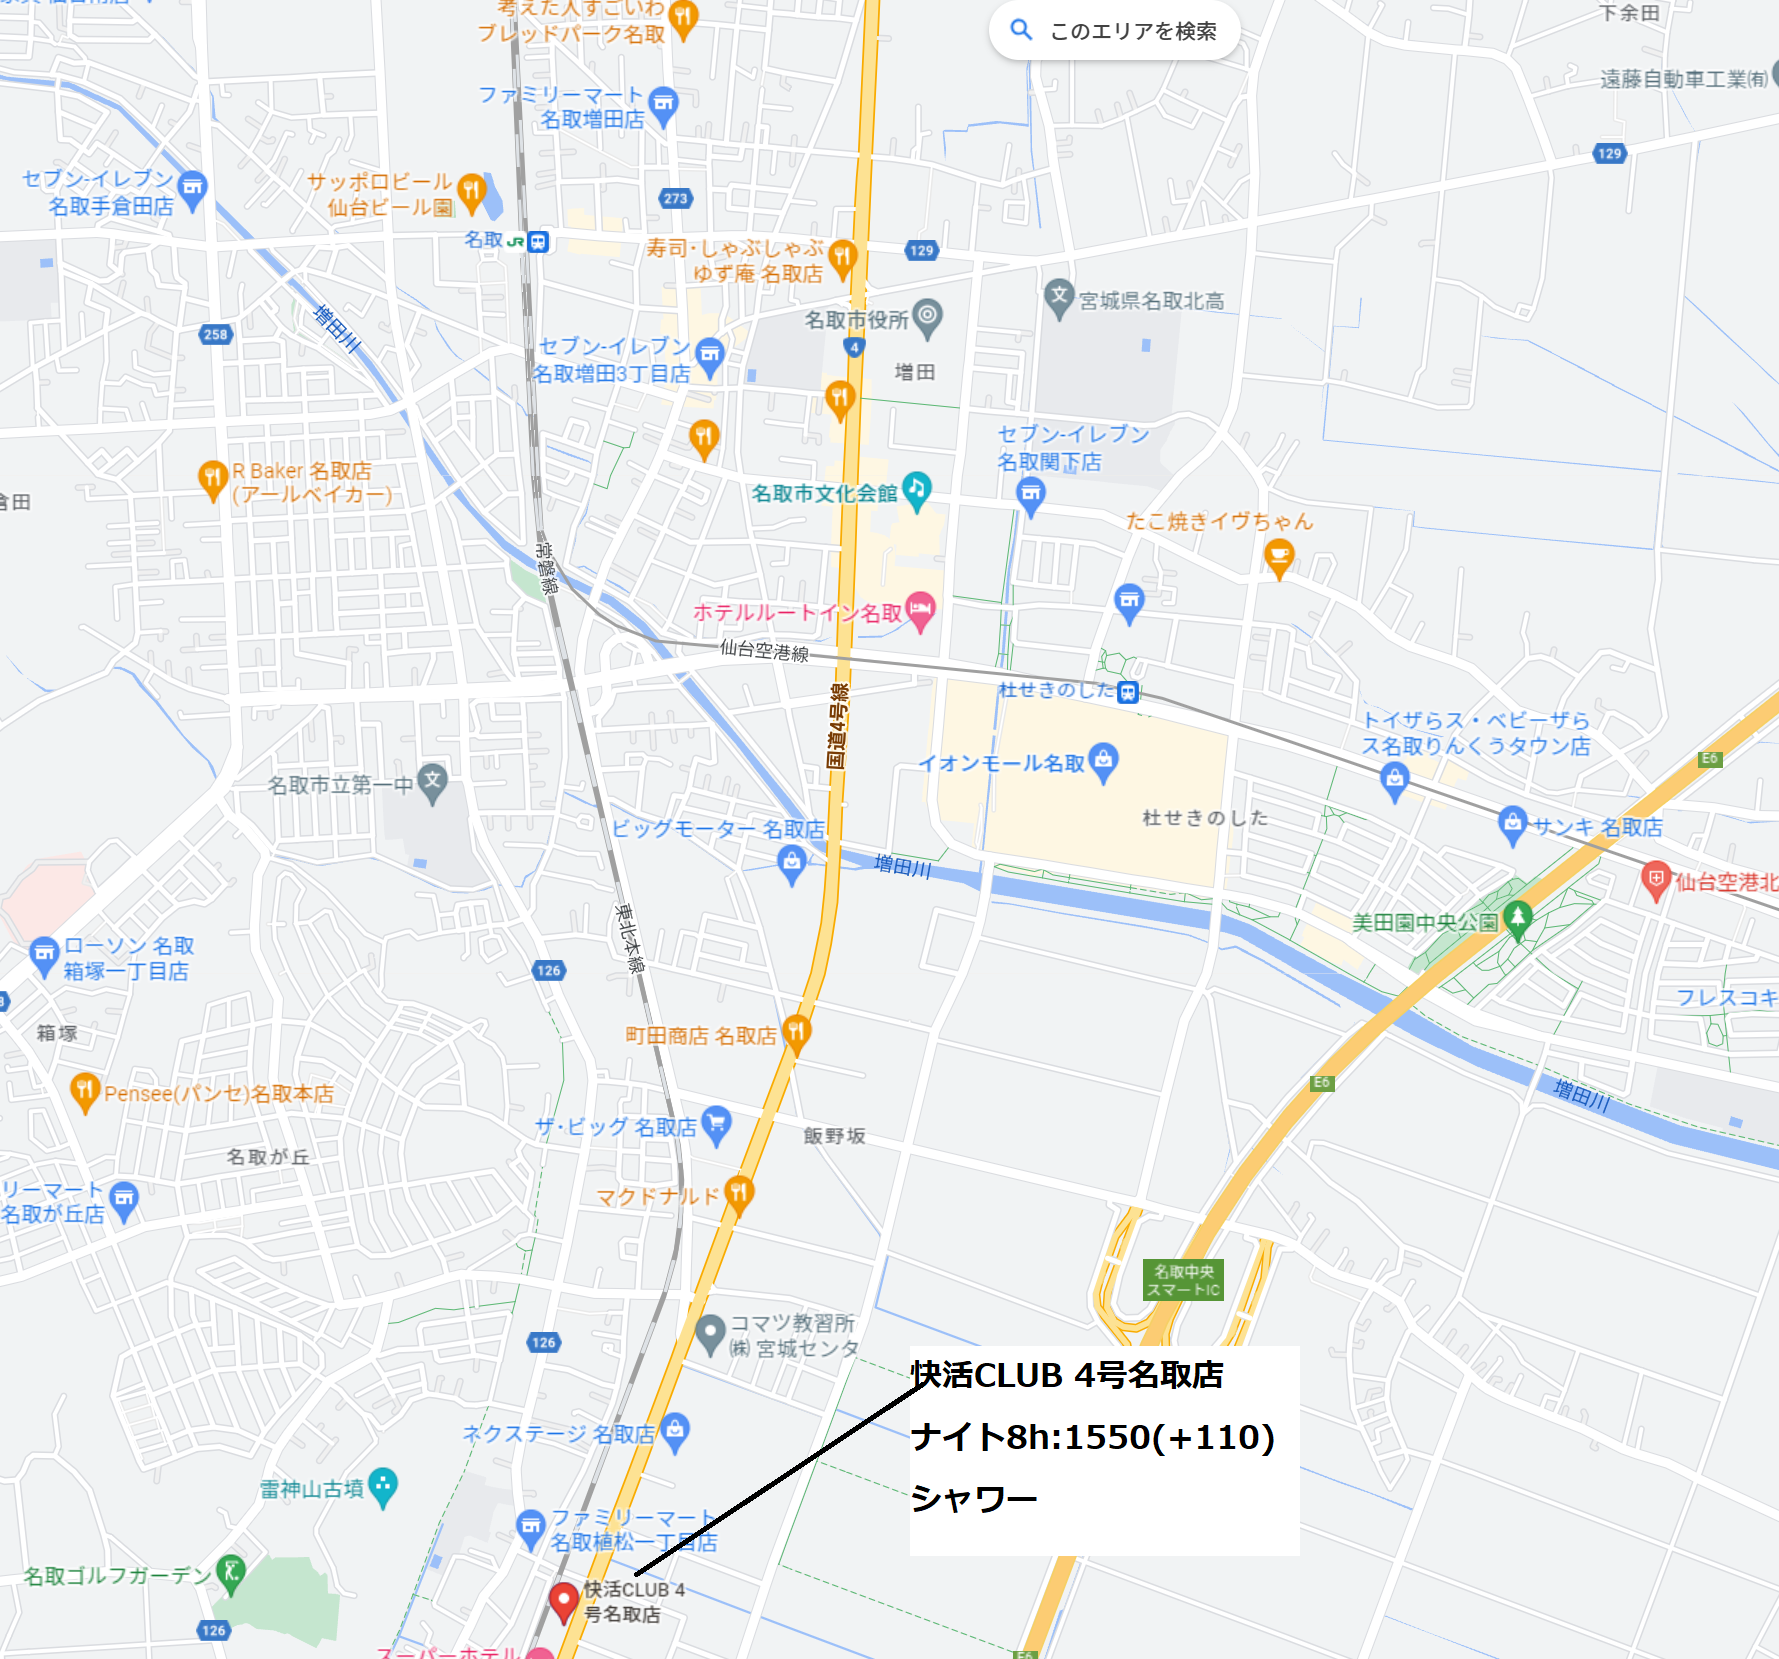 考えた人すごいわ
ブレッドパーク名取
このエリアを検索
下余田
遠藤自動車工業㈲
ファミリーマート
名取増田店
129
セブン-イレブン
名取手倉田店
サッポロビール
仙台ビール園
273
名取
JR
寿司·しゃぶしゃぶ
ゆず庵 名取店
129
宮城県名取北高
名取市役所
増田川
258
4
セブン-イレブン
名取増田3丁目店
増田
セブン-イレブン
名取関下店
R Baker 名取店
(アールベイカー)
倉田
名取市文化会館
たこ焼きイヴちゃん
常磐線
ホテルルートイン名取
仙台空港線
杜せきのした
国道4号線
トイザらス・ベビーザら
ス名取りんくうタウン店
E6
イオンモール名取
名取市立第一中
杜せきのした
ビッグモーター 名取店
サンキ 名取店
増田川
仙台空港北
美田園中央公園
東北本線
ローソン 名取
箱塚一丁目店
126
フレスコキ
箱塚
町田商店 名取店
E6
増田川
Pensee(パンセ)名取本店
ザ·ビッグ 名取店
飯野坂
名取が丘
リーマート
名取が丘店
マクドナルド
名取中央
スマートIC
コマツ教習所
㈱ 宮城センタ
126
快活CLUB 4号名取店
ナイト8h:1550(+110)
シャワー
ネクステージ 名取店
雷神山古墳
ファミリーマート
名取植松一丁目店
名取ゴルフガーデン
快活CLUB 4
号名取店
126
スーパーホテル
E6